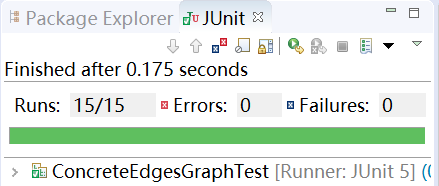 Package Explorer JUnit
Finished after 0.175 seconds
Runs: 15/15 Errors: 0 Failures: 0
ConcreteEdgesGraphTest [Runner: JUnit 5] (0